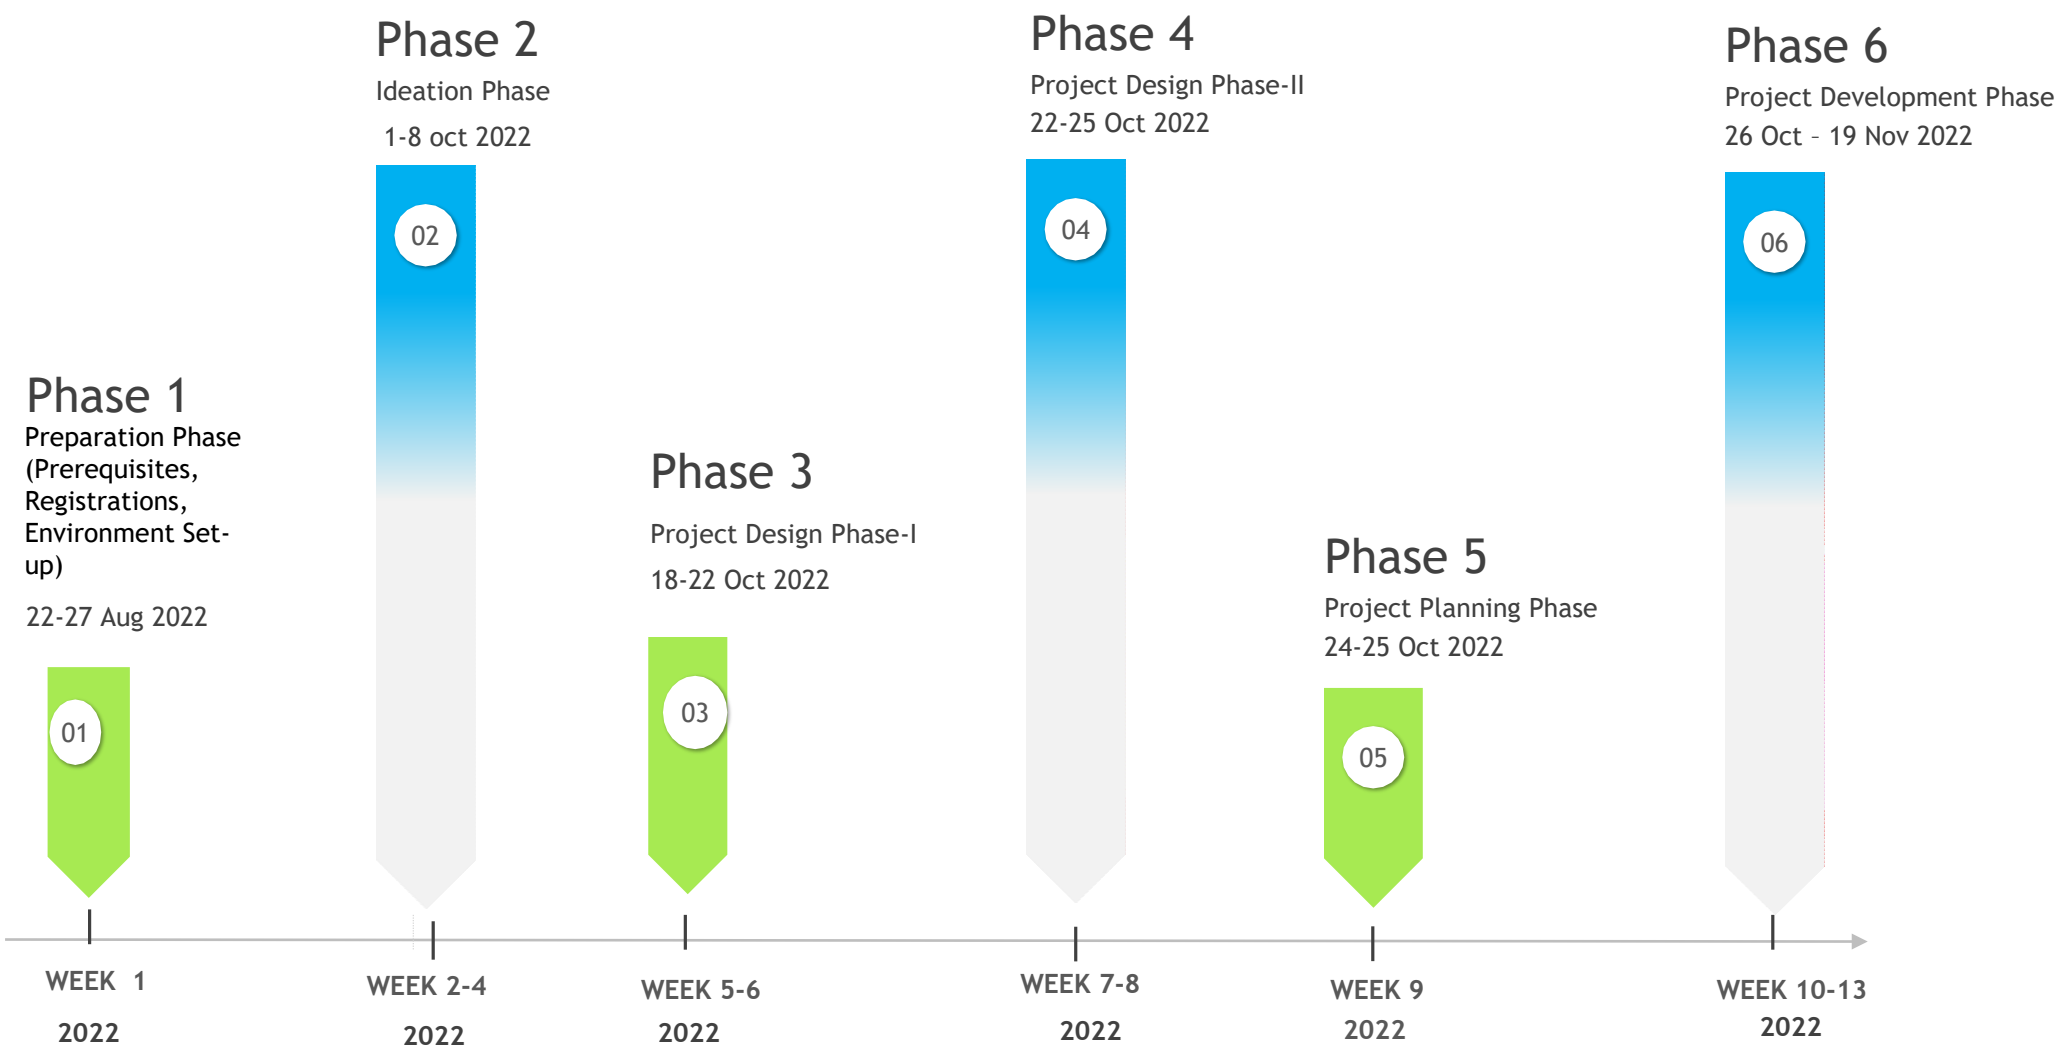 Phase 1
Preparation Phase
(Prerequisites,
Registrations,
Environment Set-
up)
22-27 Aug 2022
01
WEEK  1
2022
Phase 2
Ideation Phase
1-8 oct 2022
02
WEEK 2-4
2022
Phase 3
Project Design Phase-I
18-22 Oct 2022
03
WEEK 5-6
2022
Phase 4
Project Design Phase-II
22-25 Oct 2022
04
WEEK 7-8
2022
Phase 5
Project Planning Phase
24-25 Oct 2022
05
WEEK 9
2022
Phase 6
Project Development Phase
26 Oct – 19 Nov 2022
06
WEEK 10-13
2022